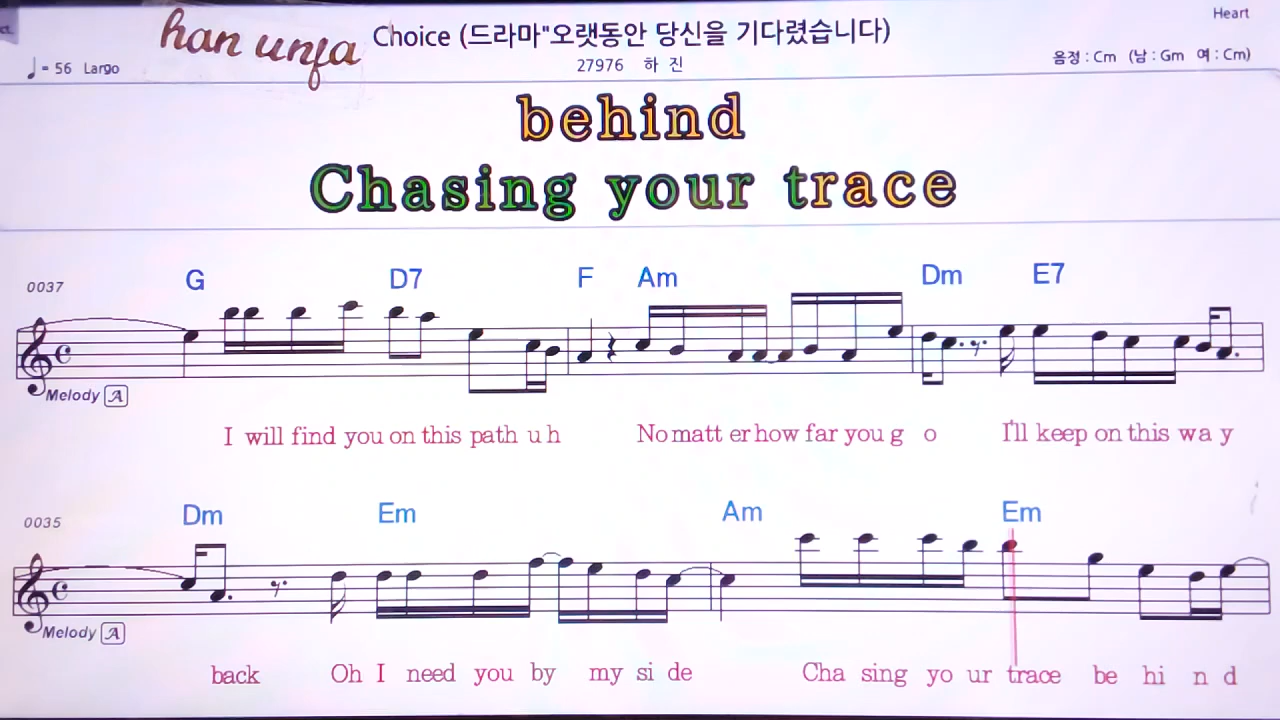 ct.
han unfa
Choice (드라마"오랫동안 당신을 기다렸습니다)
Heart
♩= 56 Largo
27976 하 진
음정 : Cm (남 : Gm 여 : Cm)
behind
Chasing your trace
0037
G D7 F Am Dm E7
Melody A
I will find you on this path u h No matt er how far you g o I'll keep on this wa y
0035
Dm Em Am Em
Melody A
back Oh I need you by my si de Cha sing yo ur trace be hi n d